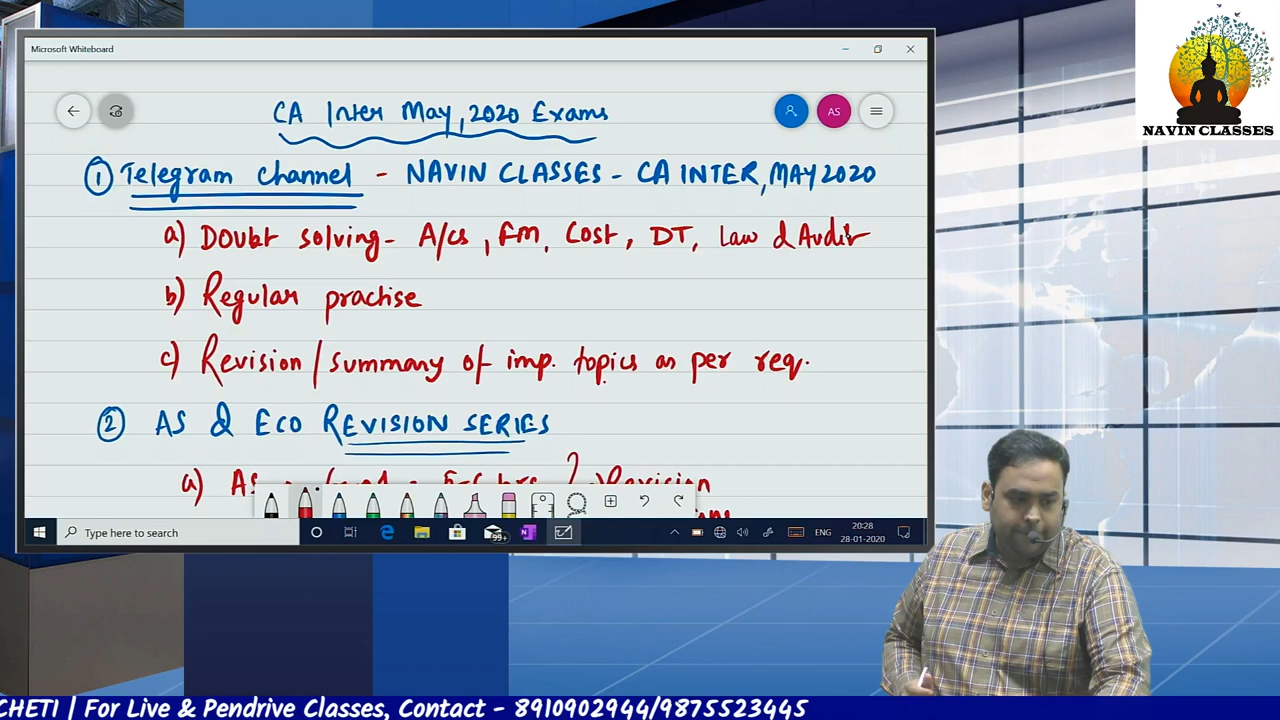 Microsoft Whiteboard
CA Inter May, 2020 Exams
AS
① Telegram channel - NAVIN CLASSES - CA INTER, MAY 2020
a) Doubt solving - A/cs, FM, Cost, DT, Law & Audit
b) Regular practise
c) Revision/summary of imp. topics as per req.
② AS & ECO REVISION SERIES
a) AS Revision
Type here to search
99+
ENG
20:28
28-01-2020
NAVIN CLASSES
CHETI | For Live & Pendrive Classes, Contact - 8910902944/9875523445